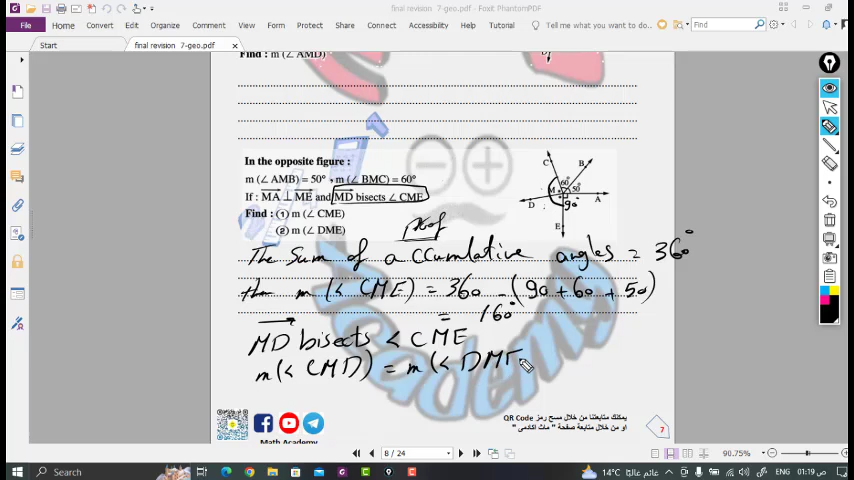 final revision 7-geo.pdf - Foxit PhantomPDF
File Home Convert Edit Organize Comment View Form Protect Share Connect Accessibility Help Tutorial Tell me what you want to do... Find
Start final revision 7-geo.pdf
Find : m (∠ AMD)
In the opposite figure :
m (∠ AMB) = 50° , m (∠ BMC) = 60°
If : MA ⊥ ME and MD bisects ∠ CME
Find : ① m (∠ CME)
② m (∠ DME)
C B 60° 50° M A D 90° E
Proof
The Sum of a CCumulative angles = 360°
then m (< CME) = 360 - (90 + 60 + 50)
= 160°
MD bisects < CME
m (< CMD) = m (< DME
يمكنك متابعتنا من خلال مسح رمز QR Code
او من خلال متابعة صفحة " ماث اكادمى "
Math Academy
7
8 / 24 90.75%
Search 14°C غائم غالبًا ENG 01:19 ص